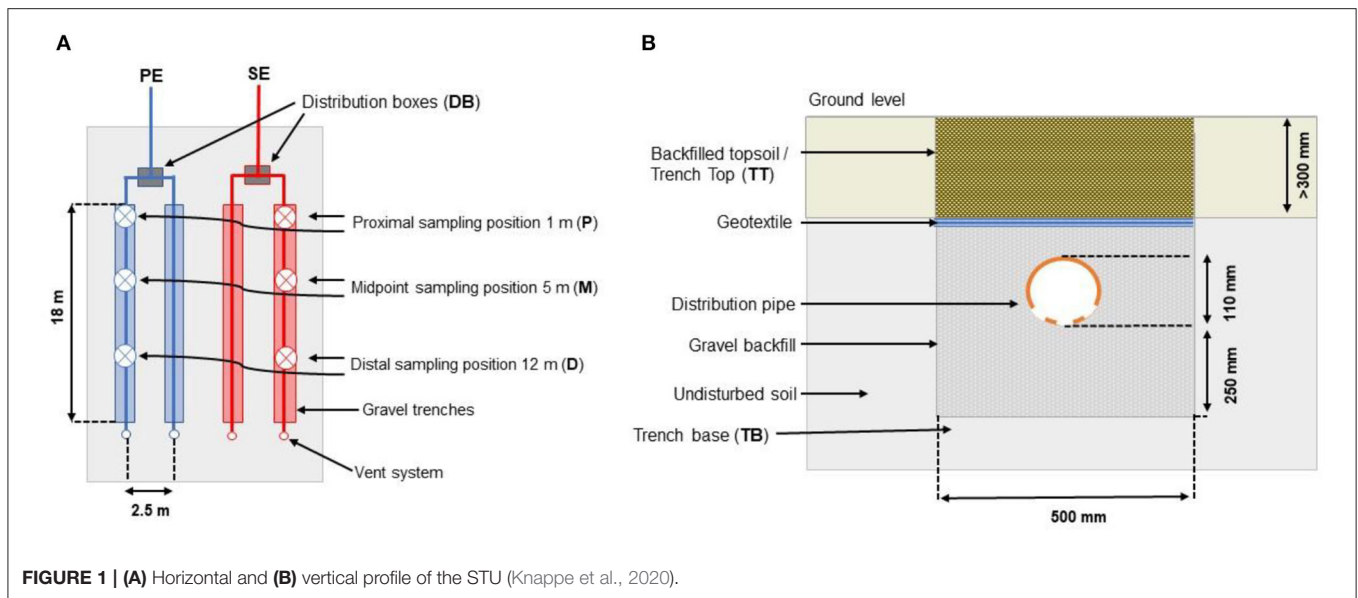 A
PE
SE
Distribution boxes (DB)
Proximal sampling position 1 m (P)
Midpoint sampling position 5 m (M)
18 m
Distal sampling position 12 m (D)
Gravel trenches
Vent system
2.5 m
B
Ground level
Backfilled topsoil /
Trench Top (TT)
>300 mm
Geotextile
Distribution pipe
110 mm
Gravel backfill
250 mm
Undisturbed soil
Trench base (TB)
500 mm
FIGURE 1 | (A) Horizontal and (B) vertical profile of the STU (Knappe et al., 2020).